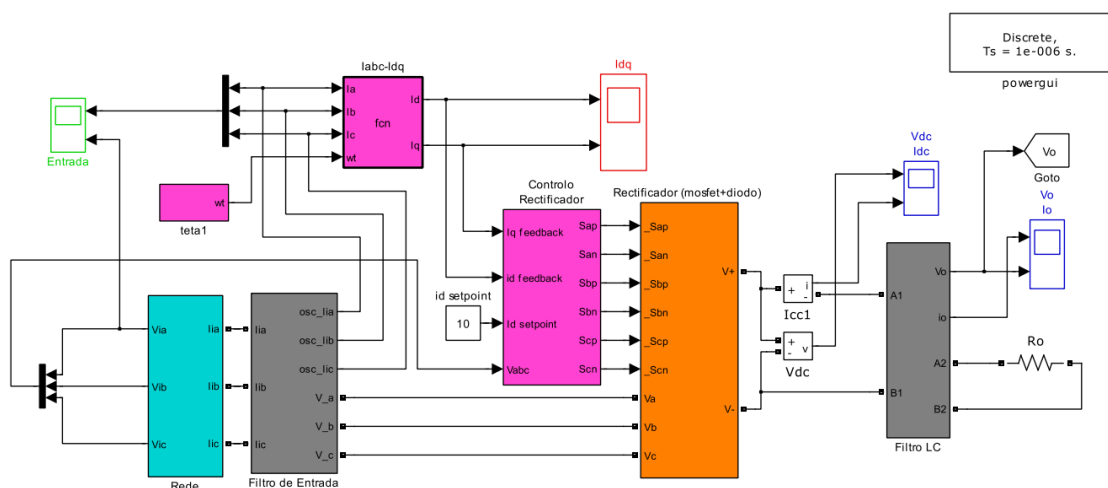 Discrete,
Ts = 1e-006 s.
powergui
Iabc-Idq
Ia
Ib
Ic
wt
fcn
Id
Iq
Idq
Entrada
wt
teta1
Vdc
Idc
Vo
Goto
Vo
Io
Controlo
Rectificador
Iq feedback
id feedback
Id setpoint
Vabc
Sap
San
Sbp
Sbn
Scp
Scn
id setpoint
10
Rectificador (mosfet+diodo)
_Sap
_San
_Sbp
_Sbn
_Scp
_Scn
Va
Vb
Vc
V+
V-
+
-
i
Icc1
+
-
v
Vdc
A1
B1
Vo
io
A2
B2
Filtro LC
Ro
Via
Vib
Vic
Iia
Iib
Iic
Rede
Iia
Iib
Iic
osc_Iia
osc_Iib
osc_Iic
V_a
V_b
V_c
Filtro de Entrada